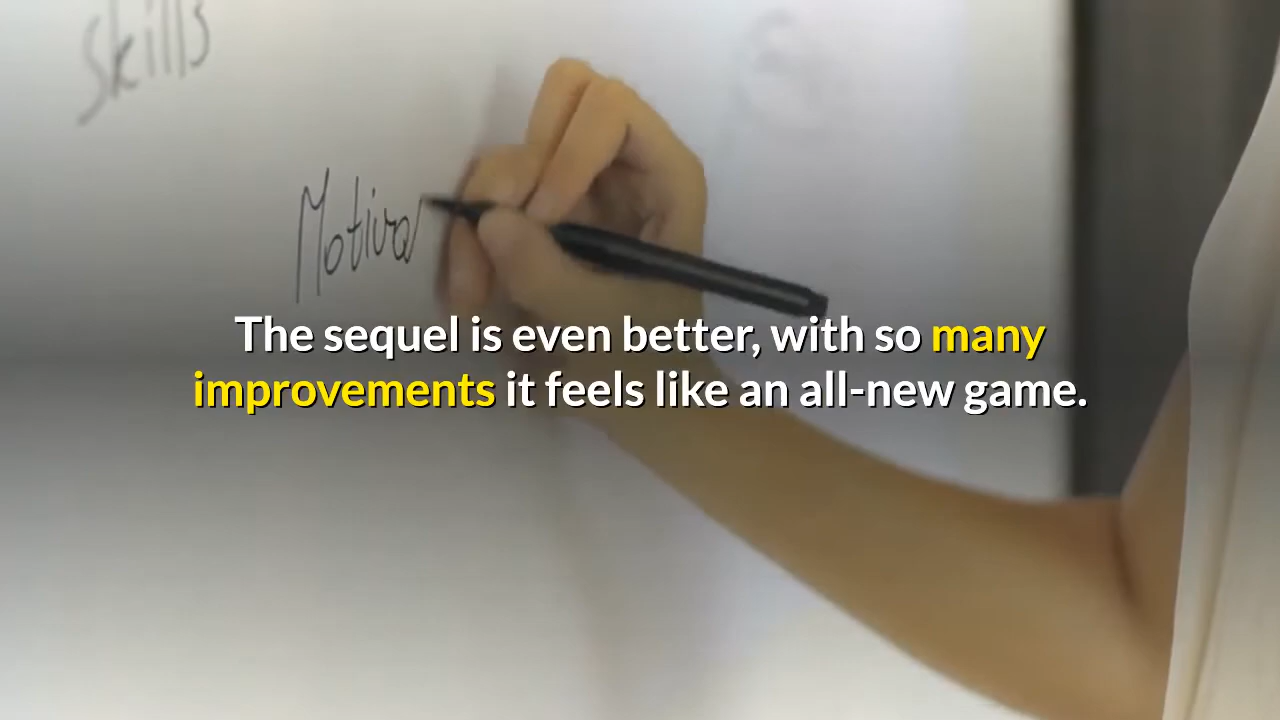 skills
Motiva
The sequel is even better, with so many
improvements it feels like an all-new game.